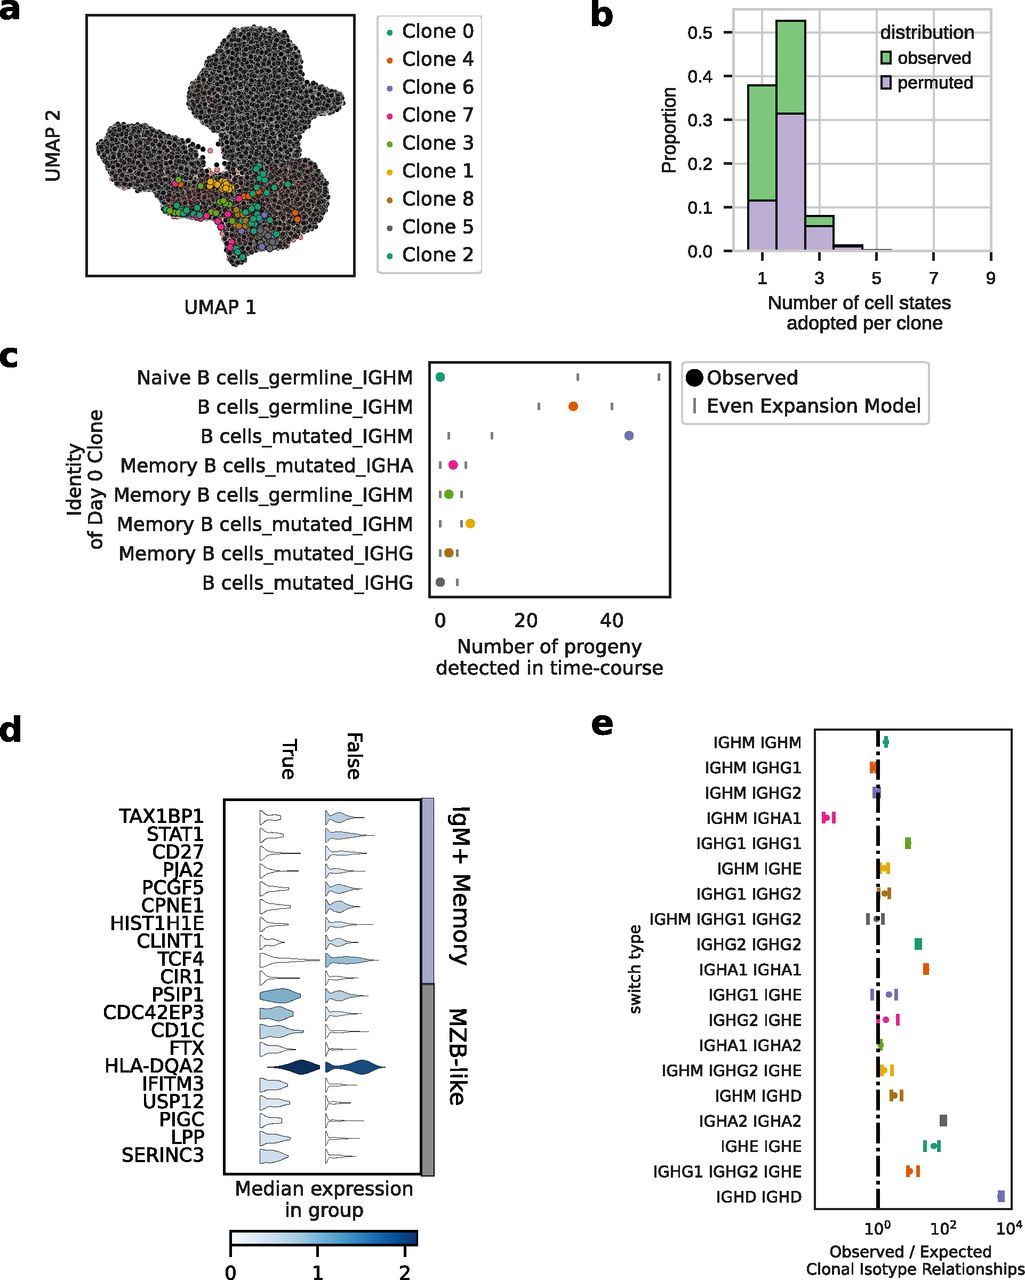 a
UMAP 2
UMAP 1
Clone 0
Clone 4
Clone 6
Clone 7
Clone 3
Clone 1
Clone 8
Clone 5
Clone 2
b
Proportion
0.5
0.4
0.3
0.2
0.1
0.0
distribution
observed
permuted
1 3 5 7 9
Number of cell states
adopted per clone
c
Identity
of Day 0 Clone
Naive B cells_germline_IGHM
B cells_germline_IGHM
B cells_mutated_IGHM
Memory B cells_mutated_IGHA
Memory B cells_germline_IGHM
Memory B cells_mutated_IGHM
Memory B cells_mutated_IGHG
B cells_mutated_IGHG
0 20 40
Number of progeny
detected in time-course
Observed
Even Expansion Model
d
True
False
TAX1BP1
STAT1
CD27
PJA2
PCGF5
CPNE1
HIST1H1E
CLINT1
TCF4
CIR1
PSIP1
CDC42EP3
CD1C
FTX
HLA-DQA2
IFITM3
USP12
PIGC
LPP
SERINC3
IgM+ Memory
MZB-like
Median expression
in group
0 1 2
e
switch type
IGHM IGHM
IGHM IGHG1
IGHM IGHG2
IGHM IGHA1
IGHG1 IGHG1
IGHM IGHE
IGHG1 IGHG2
IGHM IGHG1 IGHG2
IGHG2 IGHG2
IGHA1 IGHA1
IGHG1 IGHE
IGHG2 IGHE
IGHA1 IGHA2
IGHM IGHG2 IGHE
IGHM IGHD
IGHA2 IGHA2
IGHE IGHE
IGHG1 IGHG2 IGHE
IGHD IGHD
10⁰ 10² 10⁴
Observed / Expected
Clonal Isotype Relationships